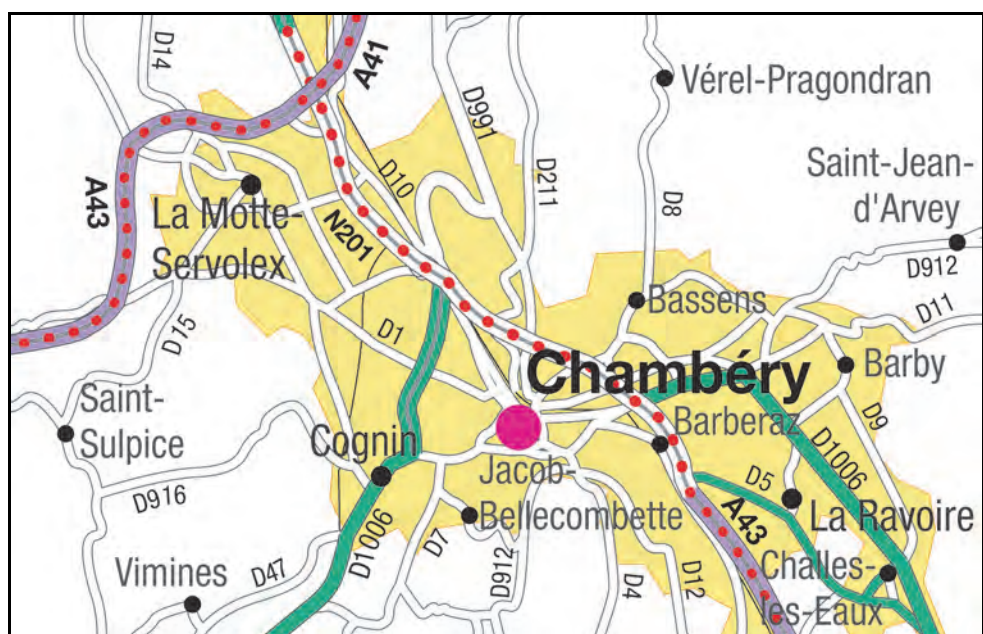 D14
A41
D991
Vérel-Pragondran
Saint-Jean-
d'Arvey
D10
D211
D8
A43
La Motte-
Servolex
N201
D912
Bassens
D11
D15
D1
Chambéry
Barby
Saint-
Sulpice
Barberaz
D9
Cognin
D1006
Jacob-
Bellecombette
D5
D916
La Ravoire
A43
D1006
D7
Vimines
D47
D912
D4
D12
Challes-
les-Eaux